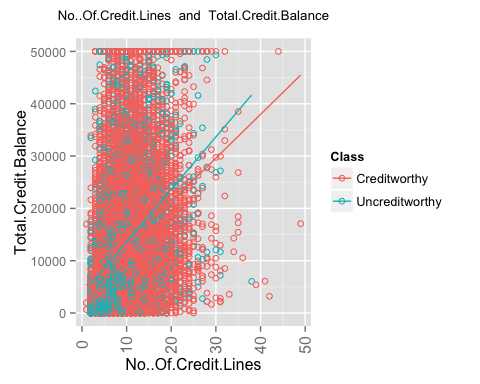 No..Of.Credit.Lines and Total.Credit.Balance
Total.Credit.Balance
50000
40000
30000
20000
10000
0
0
10
20
30
40
50
No..Of.Credit.Lines
Class
Creditworthy
Uncreditworthy